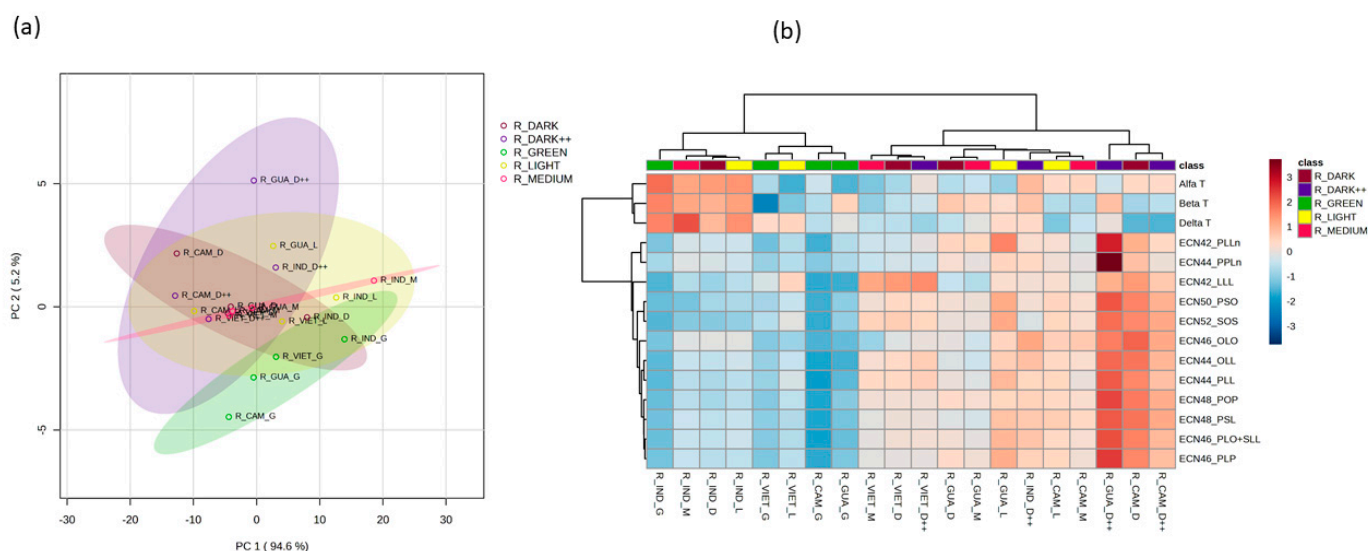 (a)
(b)
PC 2 ( 5.2 %)
5
0
-5
-30
-20
-10
0
10
20
30
PC 1 ( 94.6 %)
R_GUA_D++
R_GUA_L
R_CAM_D
R_IND_D++
R_IND_M
R_CAM_D++
R_IND_L
R_VIET_D++
R_VIET_L
R_IND_D
R_IND_G
R_VIET_G
R_GUA_G
R_CAM_G
R_DARK
R_DARK++
R_GREEN
R_LIGHT
R_MEDIUM
class
Alfa T
Beta T
Delta T
ECN42_PLLn
ECN44_PPLn
ECN42_LLL
ECN50_PSO
ECN52_SOS
ECN46_OLO
ECN44_OLL
ECN44_PLL
ECN48_POP
ECN48_PSL
ECN46_PLO+SLL
ECN46_PLP
R_IND_G
R_IND_M
R_IND_D
R_IND_L
R_VIET_G
R_VIET_L
R_CAM_G
R_GUA_G
R_VIET_M
R_VIET_D
R_VIET_D++
R_GUA_D
R_GUA_M
R_GUA_L
R_IND_D++
R_CAM_L
R_CAM_M
R_GUA_D++
R_CAM_D
R_CAM_D++
3
2
1
0
-1
-2
-3
class
R_DARK
R_DARK++
R_GREEN
R_LIGHT
R_MEDIUM